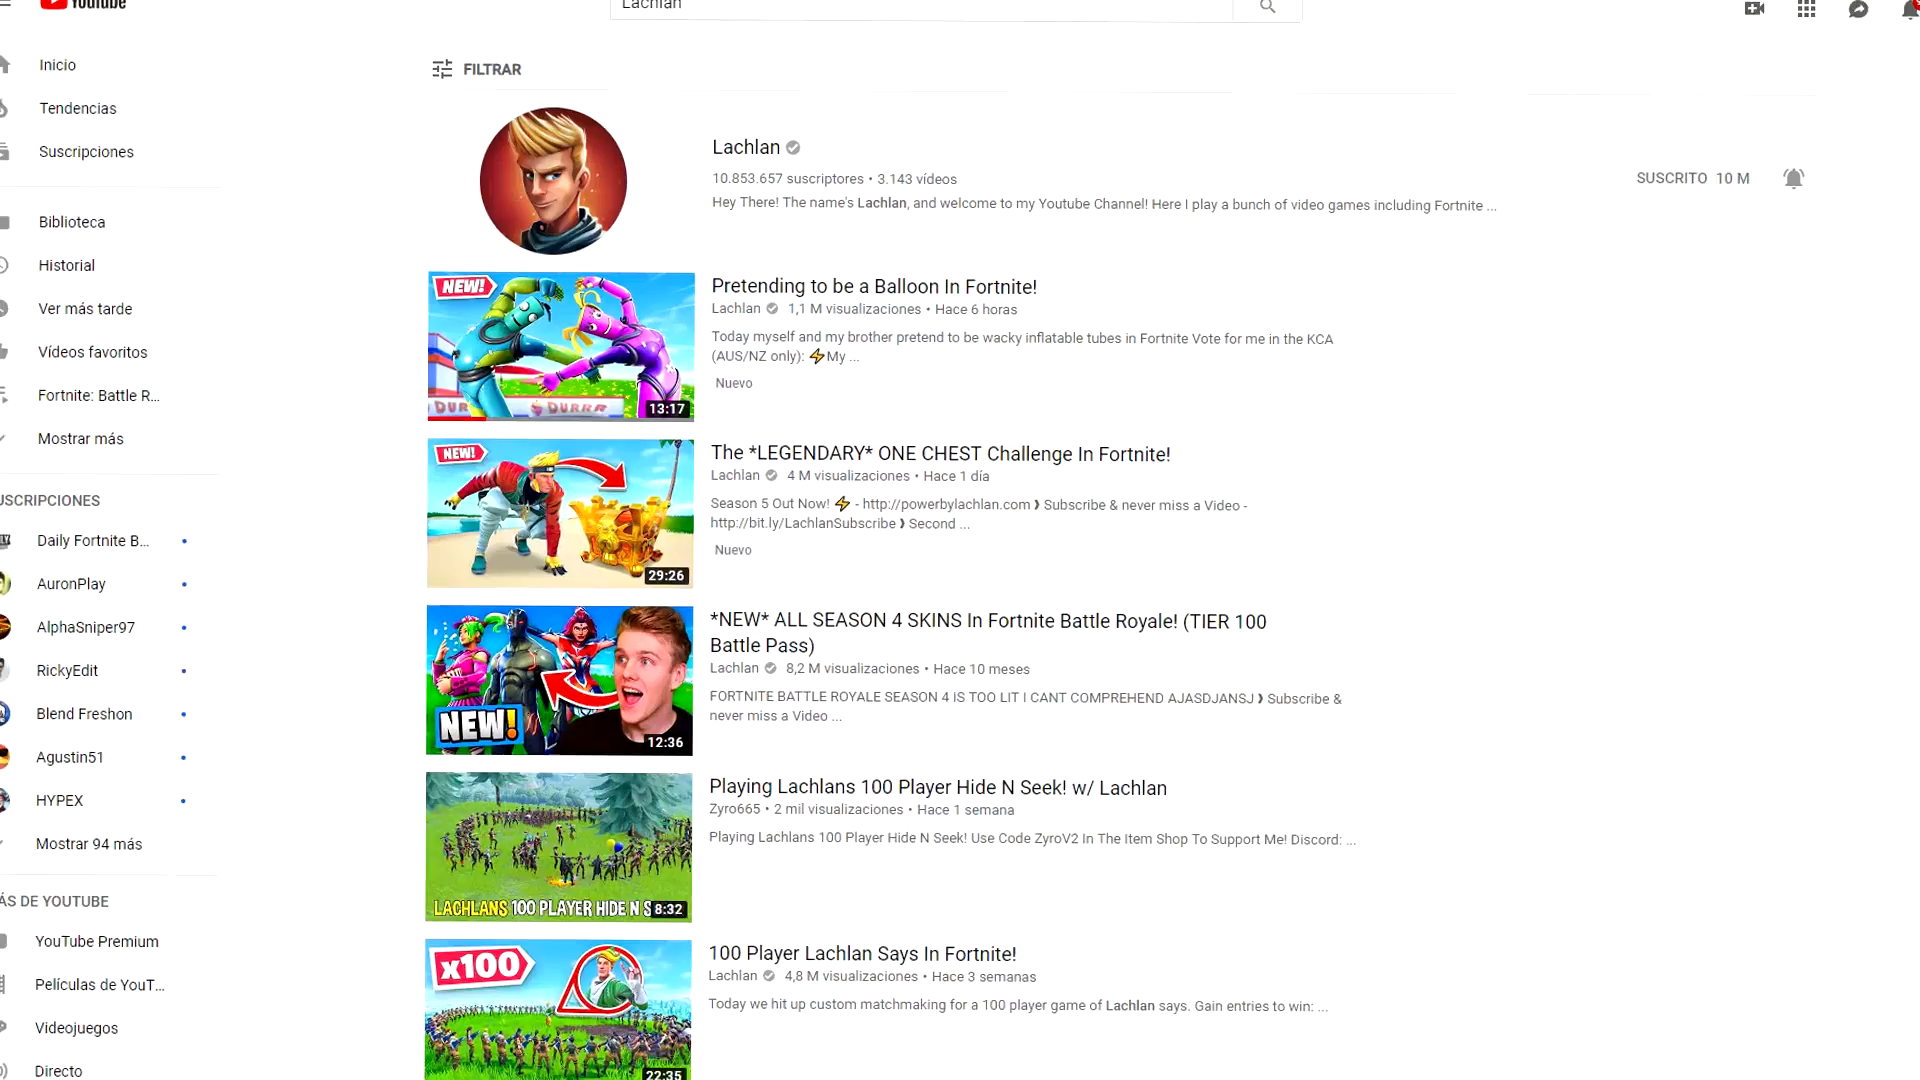 YouTube
Lachlan
Inicio
Tendencias
Suscripciones
Biblioteca
Historial
Ver más tarde
Vídeos favoritos
Fortnite: Battle R...
Mostrar más
USCRIPCIONES
Daily Fortnite B...
AuronPlay
AlphaSniper97
RickyEdit
Blend Freshon
Agustin51
HYPEX
Mostrar 94 más
ÁS DE YOUTUBE
YouTube Premium
Películas de YouT...
Videojuegos
Directo
FILTRAR
Lachlan
10.853.657 suscriptores • 3.143 vídeos
Hey There! The name's Lachlan, and welcome to my Youtube Channel! Here I play a bunch of video games including Fortnite ...
SUSCRITO 10 M
NEW!
DURR
DURRR
13:17
Pretending to be a Balloon In Fortnite!
Lachlan 1,1 M visualizaciones • Hace 6 horas
Today myself and my brother pretend to be wacky inflatable tubes in Fortnite Vote for me in the KCA
(AUS/NZ only): ⚡My ...
Nuevo
NEW!
29:26
The *LEGENDARY* ONE CHEST Challenge In Fortnite!
Lachlan 4 M visualizaciones • Hace 1 día
Season 5 Out Now! ⚡ - http://powerbylachlan.com ❱ Subscribe & never miss a Video -
http://bit.ly/LachlanSubscribe ❱ Second ...
Nuevo
NEW!
12:36
*NEW* ALL SEASON 4 SKINS In Fortnite Battle Royale! (TIER 100
Battle Pass)
Lachlan 8,2 M visualizaciones • Hace 10 meses
FORTNITE BATTLE ROYALE SEASON 4 IS TOO LIT I CANT COMPREHEND AJASDJANSJ ❱ Subscribe &
never miss a Video ...
LACHLANS 100 PLAYER HIDE N S
8:32
Playing Lachlans 100 Player Hide N Seek! w/ Lachlan
Zyro665 • 2 mil visualizaciones • Hace 1 semana
Playing Lachlans 100 Player Hide N Seek! Use Code ZyroV2 In The Item Shop To Support Me! Discord: ...
x100
22:35
100 Player Lachlan Says In Fortnite!
Lachlan 4,8 M visualizaciones • Hace 3 semanas
Today we hit up custom matchmaking for a 100 player game of Lachlan says. Gain entries to win: ...